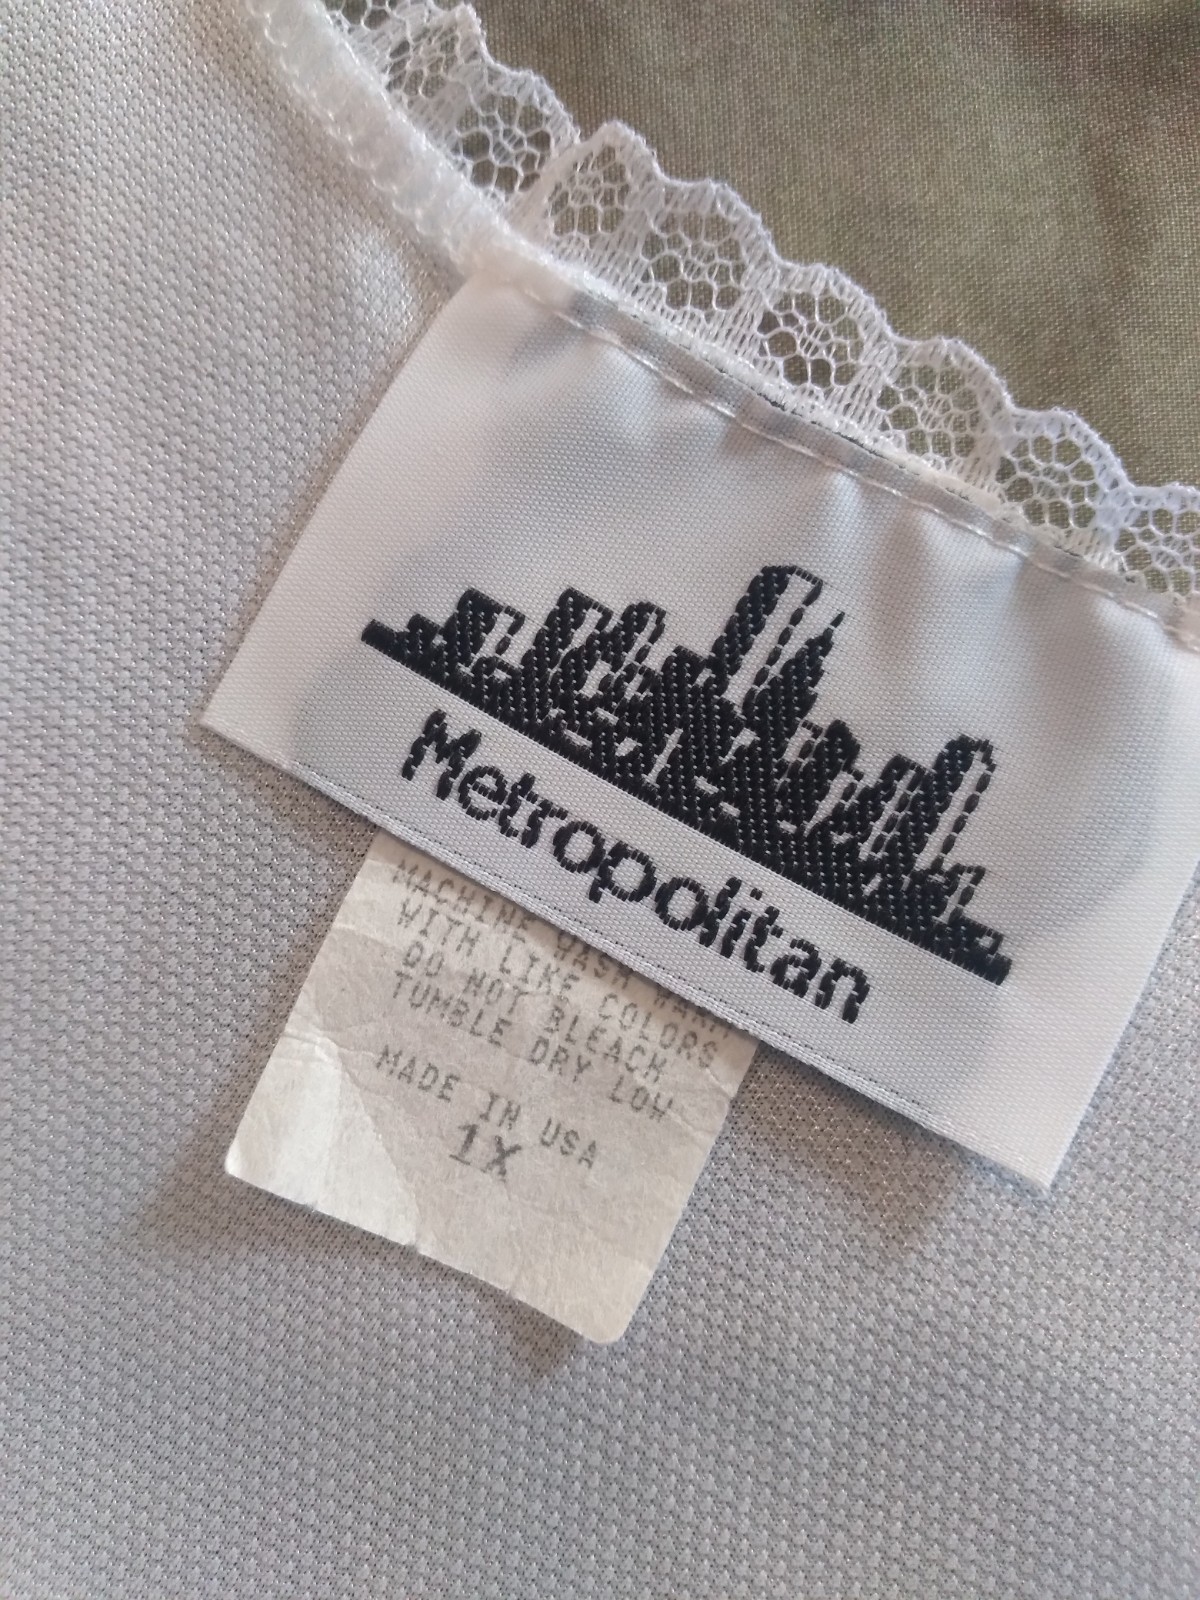 Metropolitan
MACHINE WASH WARM,
WITH LIKE COLORS
DO NOT BLEACH
TUMBLE DRY LOW
MADE IN USA
1X